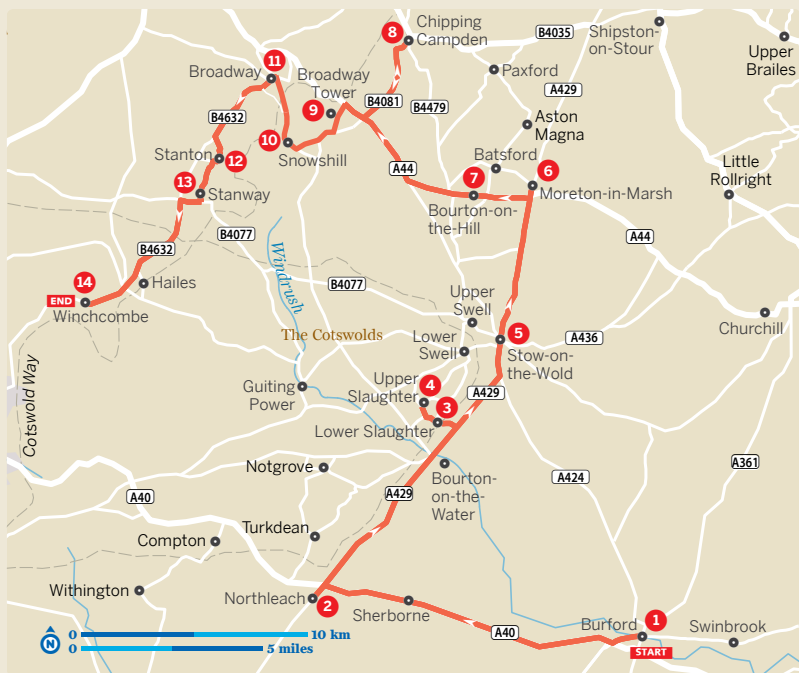 8
Chipping
Campden
B4035
Shipston-
on-Stour
Upper
Brailes
11
Broadway
Broadway
Tower
9
B4081
B4479
Paxford
A429
B4632
Aston
Magna
10
Snowshill
Stanton
12
A44
Batsford
7
6
Moreton-in-Marsh
Little
Rollright
13
Stanway
Bourton-on-
the-Hill
B4632
B4077
A44
14
END
Winchcombe
Hailes
Windrush
B4077
The Cotswolds
Upper
Swell
Lower
Swell
5
Stow-on-
the-Wold
A436
Churchill
Cotswold Way
Guiting
Power
Upper
Slaughter
4
3
A429
Lower Slaughter
Notgrove
A40
A429
Bourton-
on-the-
Water
A424
A361
Turkdean
Compton
Withington
Northleach
2
Sherborne
A40
Burford
1
START
Swinbrook
N
0
10 km
0
5 miles